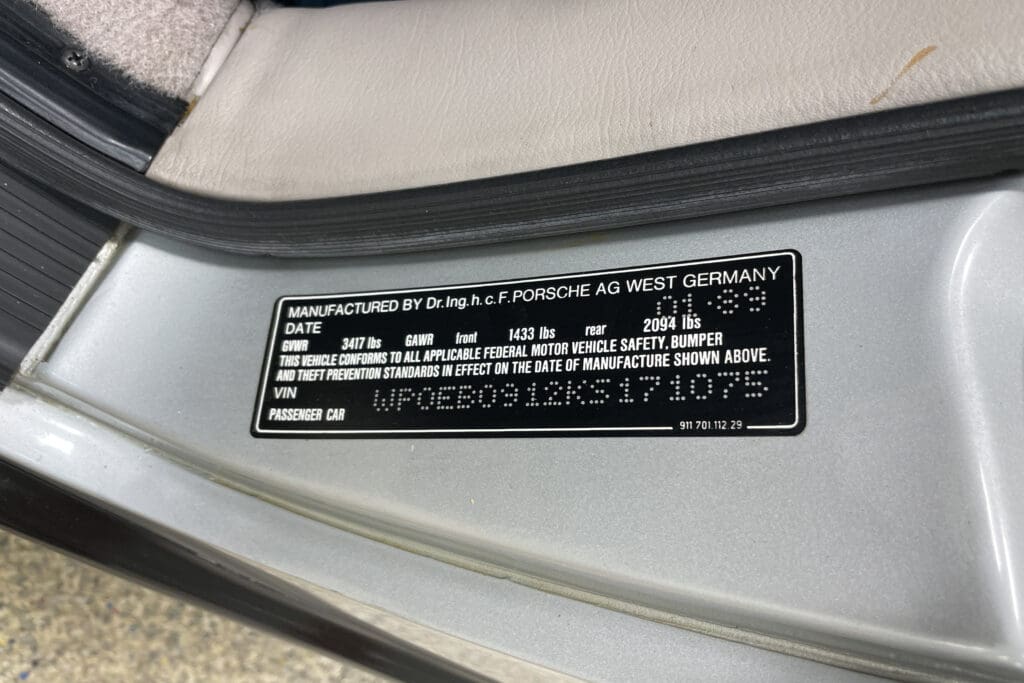 MANUFACTURED BY Dr.Ing.h.c.F.PORSCHE AG WEST GERMANY
DATE 01·89
GVWR 3417 lbs GAWR front 1433 lbs rear 2094 lbs
THIS VEHICLE CONFORMS TO ALL APPLICABLE FEDERAL MOTOR VEHICLE SAFETY, BUMPER
AND THEFT PREVENTION STANDARDS IN EFFECT ON THE DATE OF MANUFACTURE SHOWN ABOVE.
VIN WP0EB0912KS171075
PASSENGER CAR 911 701.112 29